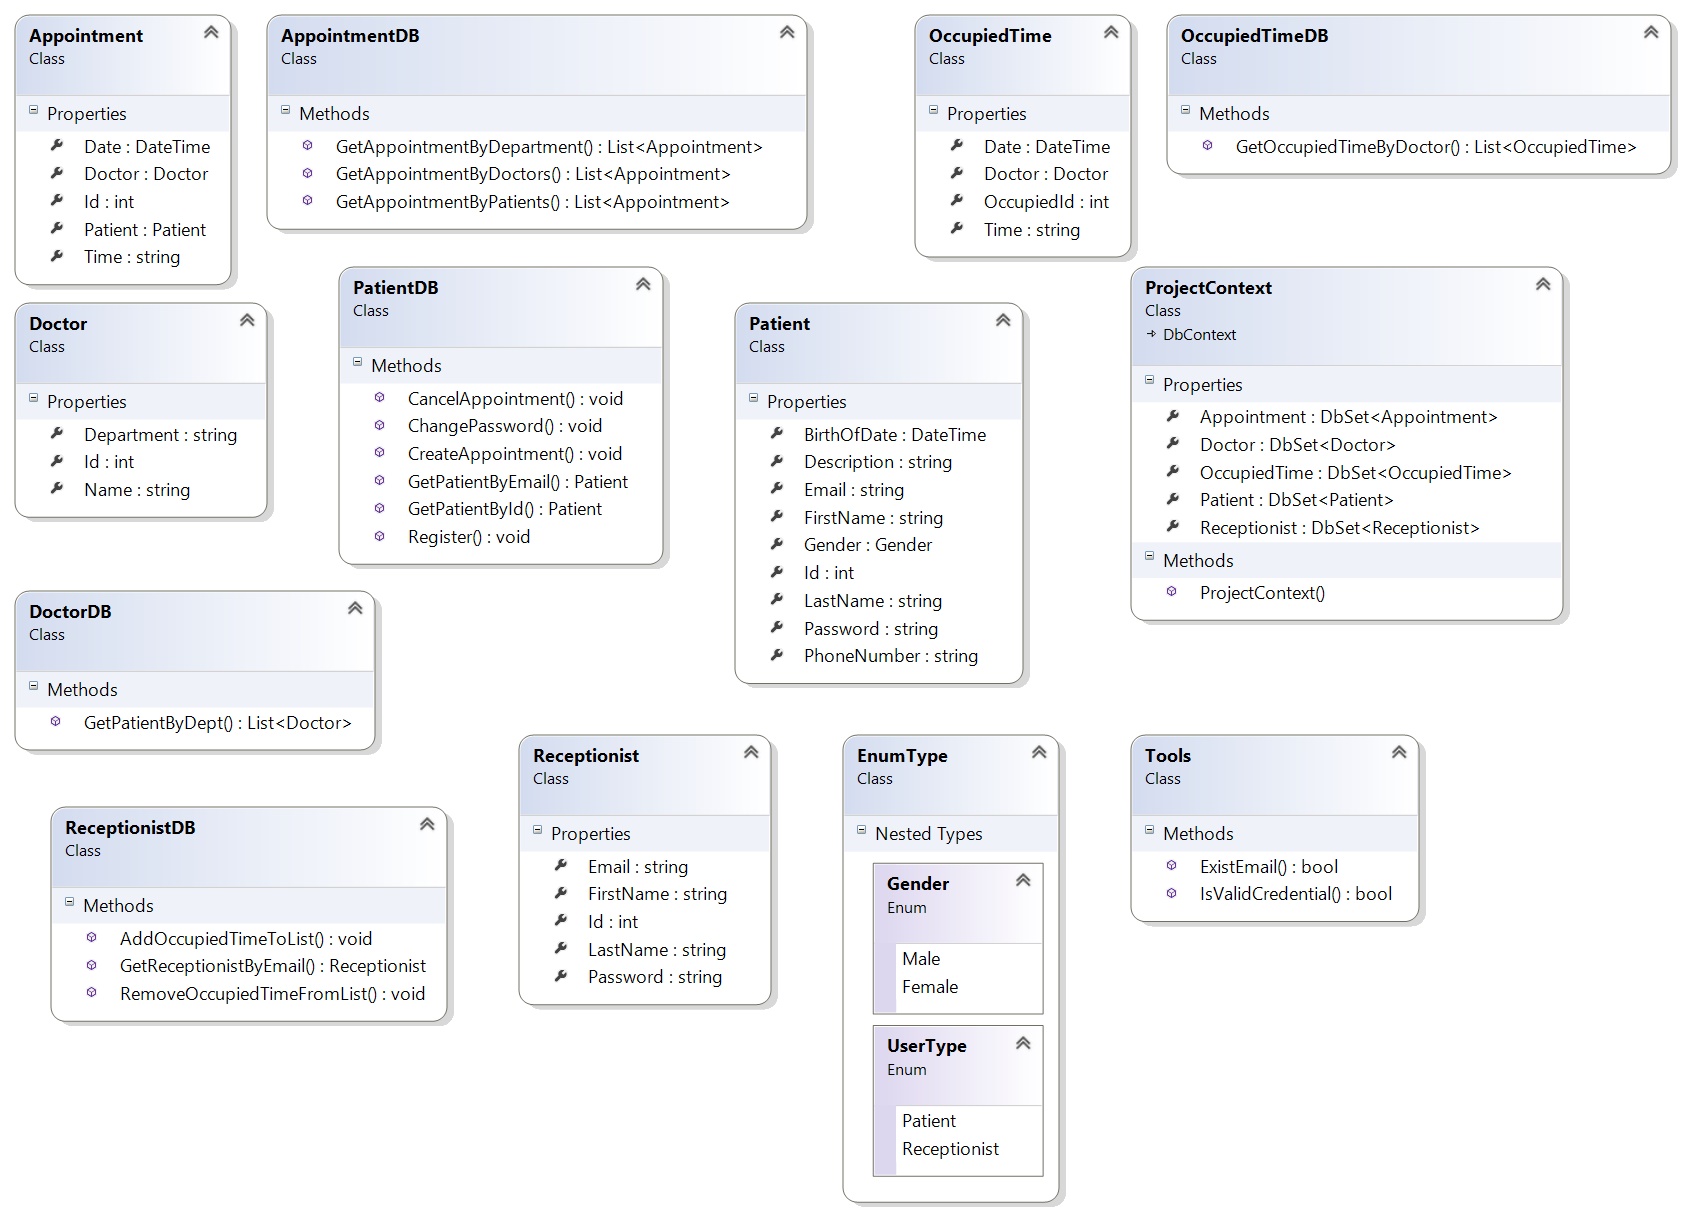 Appointment
Class
Properties
Date : DateTime
Doctor : Doctor
Id : int
Patient : Patient
Time : string
AppointmentDB
Class
Methods
GetAppointmentByDepartment() : List<Appointment>
GetAppointmentByDoctors() : List<Appointment>
GetAppointmentByPatients() : List<Appointment>
OccupiedTime
Class
Properties
Date : DateTime
Doctor : Doctor
OccupiedId : int
Time : string
OccupiedTimeDB
Class
Methods
GetOccupiedTimeByDoctor() : List<OccupiedTime>
Doctor
Class
Properties
Department : string
Id : int
Name : string
PatientDB
Class
Methods
CancelAppointment() : void
ChangePassword() : void
CreateAppointment() : void
GetPatientByEmail() : Patient
GetPatientById() : Patient
Register() : void
Patient
Class
Properties
BirthOfDate : DateTime
Description : string
Email : string
FirstName : string
Gender : Gender
Id : int
LastName : string
Password : string
PhoneNumber : string
ProjectContext
Class
DbContext
Properties
Appointment : DbSet<Appointment>
Doctor : DbSet<Doctor>
OccupiedTime : DbSet<OccupiedTime>
Patient : DbSet<Patient>
Receptionist : DbSet<Receptionist>
Methods
ProjectContext()
DoctorDB
Class
Methods
GetPatientByDept() : List<Doctor>
ReceptionistDB
Class
Methods
AddOccupiedTimeToList() : void
GetReceptionistByEmail() : Receptionist
RemoveOccupiedTimeFromList() : void
Receptionist
Class
Properties
Email : string
FirstName : string
Id : int
LastName : string
Password : string
EnumType
Class
Nested Types
Gender
Enum
Male
Female
UserType
Enum
Patient
Receptionist
Tools
Class
Methods
ExistEmail() : bool
IsValidCredential() : bool